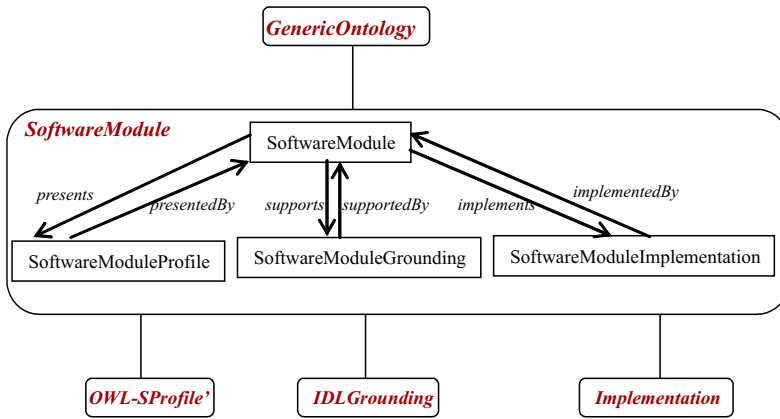 GenericOntology
SoftwareModule
SoftwareModule
presents
presentedBy
supports
supportedBy
implements
implementedBy
SoftwareModuleProfile
SoftwareModuleGrounding
SoftwareModuleImplementation
OWL-SProfile’
IDLGrounding
Implementation